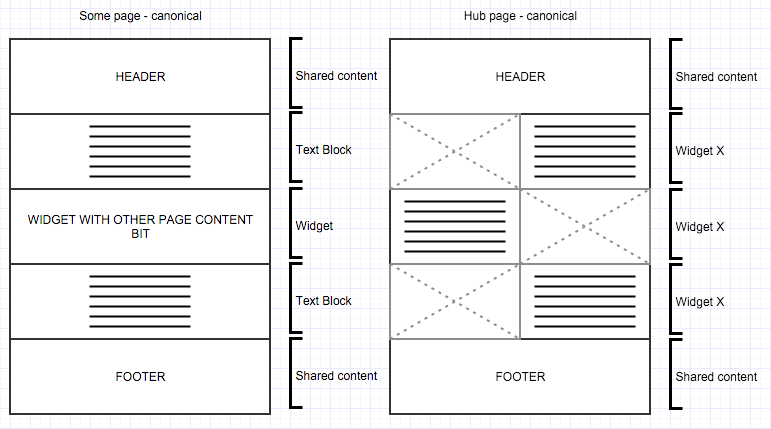 Some page - canonical
HEADER
Shared content
Text Block
WIDGET WITH OTHER PAGE CONTENT
BIT
Widget
Text Block
FOOTER
Shared content
Hub page - canonical
HEADER
Shared content
Widget X
Widget X
Widget X
FOOTER
Shared content